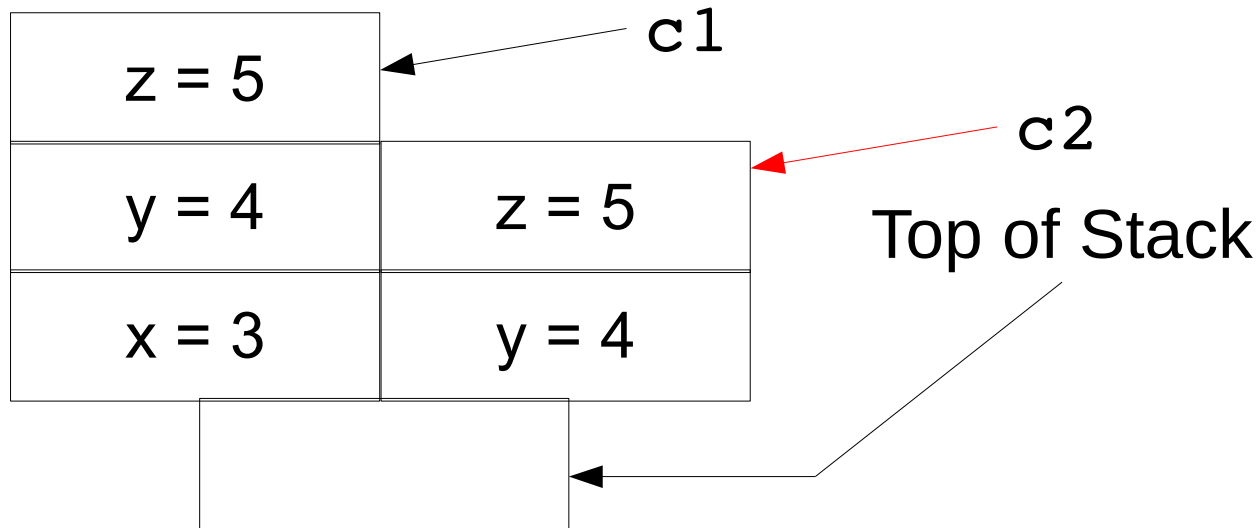 z = 5
c1
c2
y = 4
z = 5
Top of Stack
x = 3
y = 4